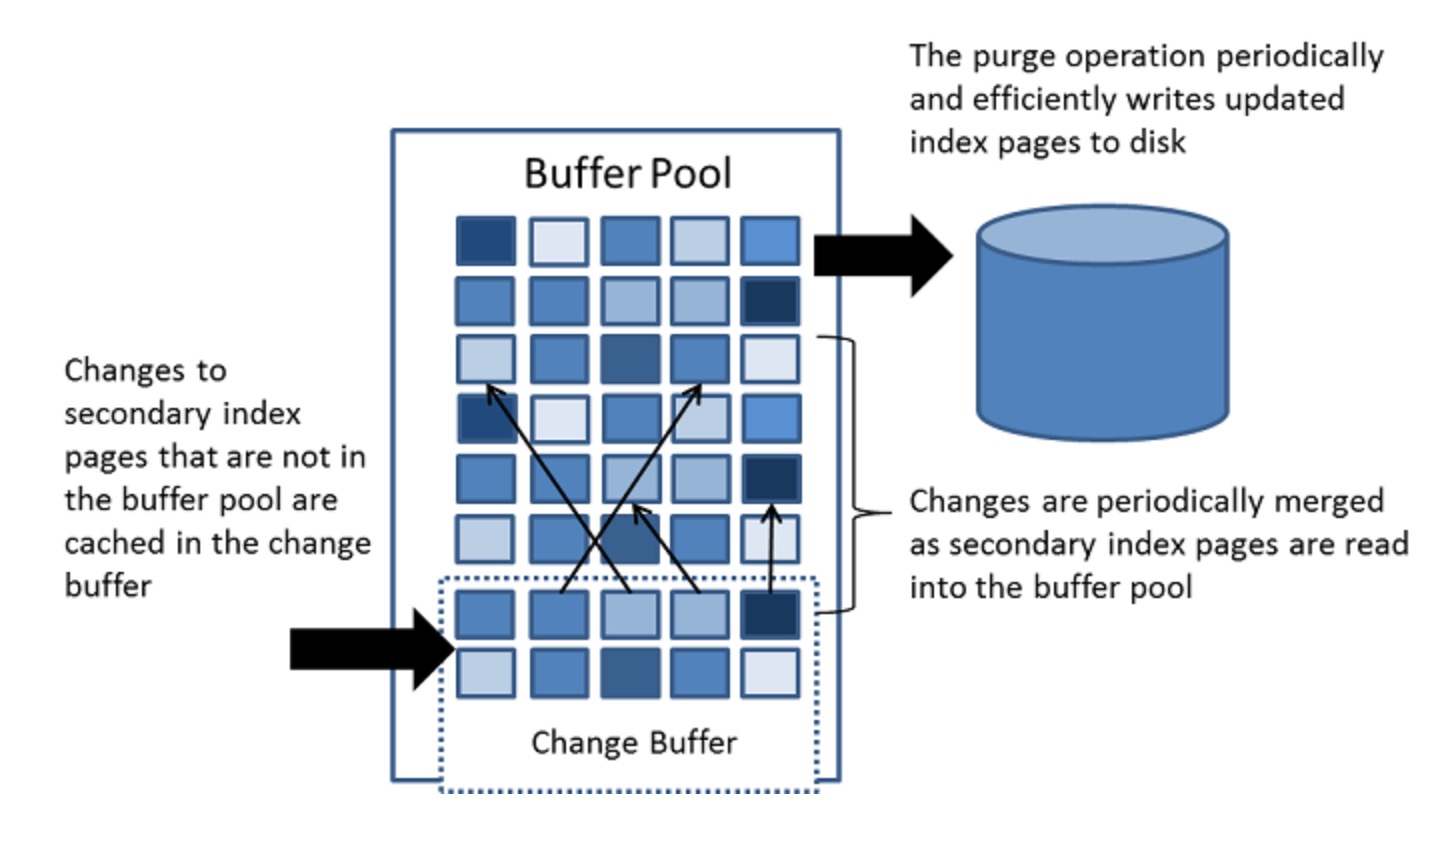 The purge operation periodically
and efficiently writes updated
index pages to disk
Buffer Pool
Changes to
secondary index
pages that are not in
the buffer pool are
cached in the change
buffer
Changes are periodically merged
as secondary index pages are read
into the buffer pool
Change Buffer